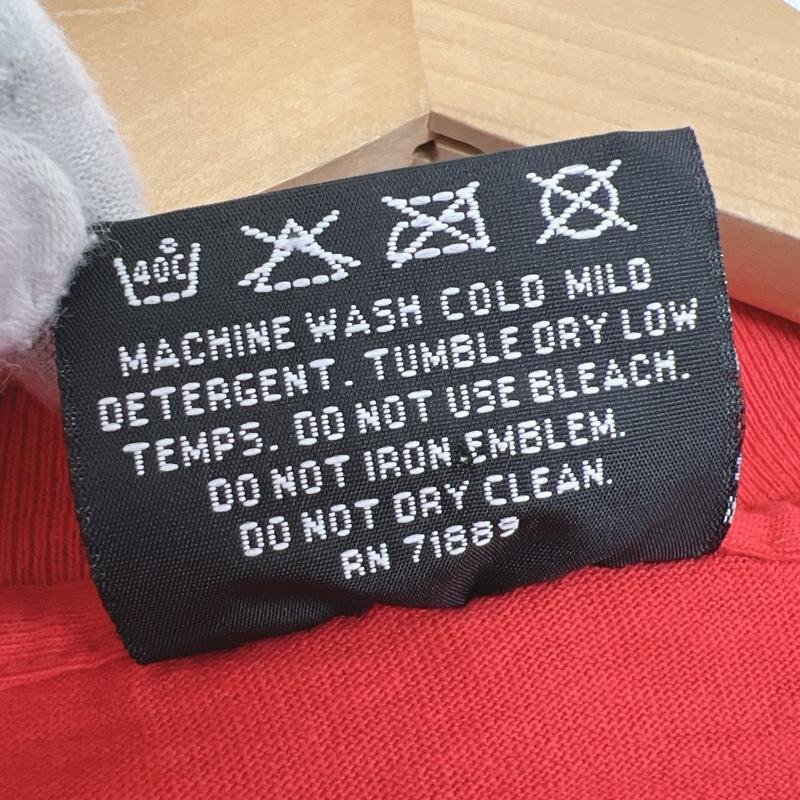 40C
MACHINE WASH COLD MILD
DETERGENT. TUMBLE DRY LOW
TEMPS. DO NOT USE BLEACH.
DO NOT IRON EMBLEM.
DO NOT DRY CLEAN.
RN 71889